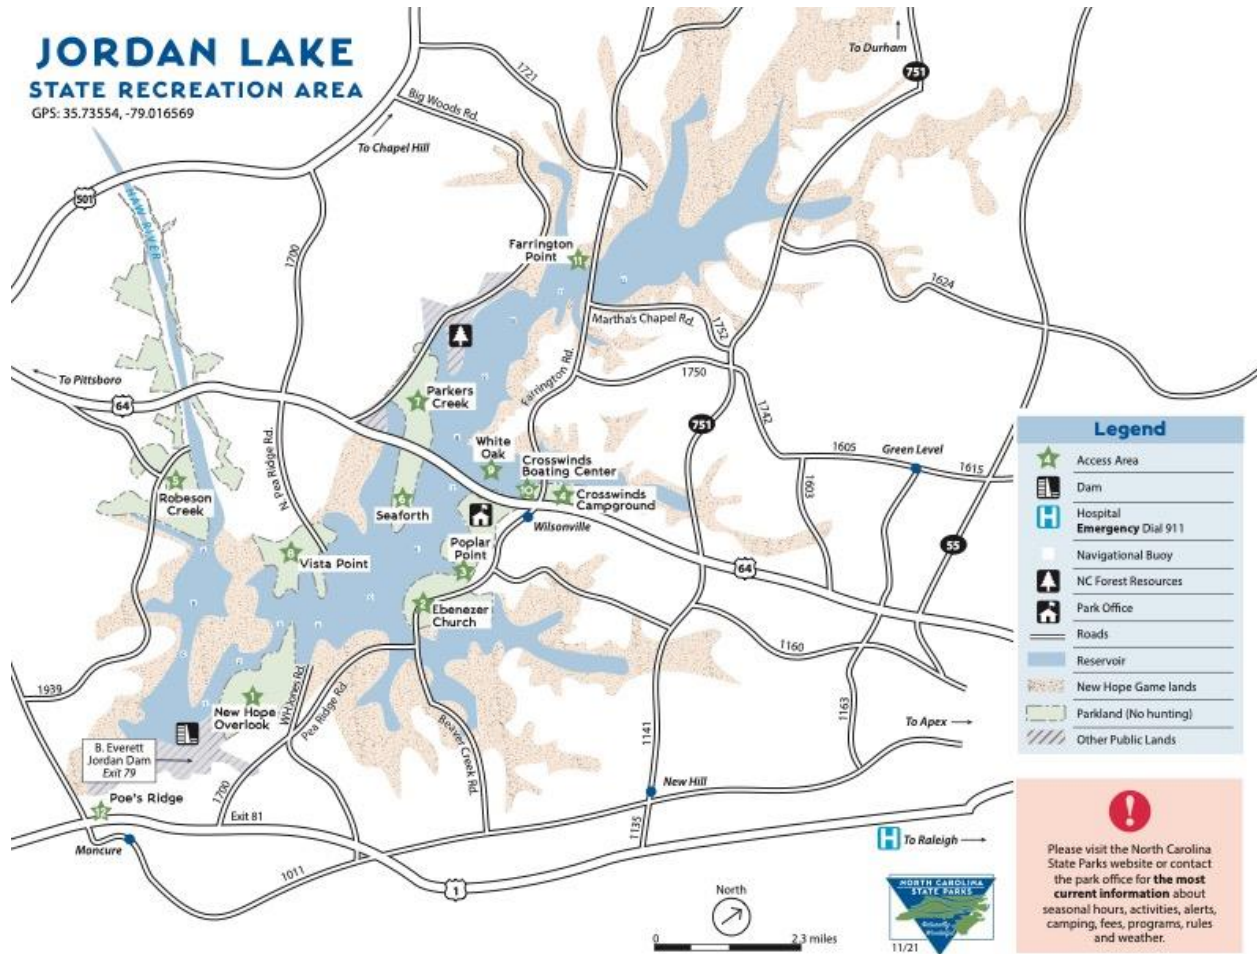 JORDAN LAKE
STATE RECREATION AREA
GPS: 35.73554, -79.016569
To Durham
751
1721
Big Woods Rd.
To Chapel Hill
501
HAW RIVER
1700
Farrington
Point
11
1624
Martha's Chapel Rd.
1752
To Pittsboro
64
Farrington Rd.
1750
Parkers
Creek
7
1742
751
White
Oak
9
N. Pea Ridge Rd.
Crosswinds
Boating Center
10
1605
Green Level
1615
5
Robeson
Creek
6
Seaforth
4
Crosswinds
Campground
1603
Wilsonville
Poplar
Point
3
8
Vista Point
64
55
2
Ebenezer
Church
1160
1939
1
New Hope
Overlook
WH Jones Rd.
Pea Ridge Rd.
Beaver Creek Rd.
1141
1163
To Apex
B. Everett
Jordan Dam
Exit 79
1700
New Hill
Poe's Ridge
12
Exit 81
1135
Moncure
1011
1
To Raleigh
H
North
0
2.3 miles
NORTH CAROLINA
STATE PARKS
Naturally
Wonderful
11/21
Legend
4
Access Area
Dam
H
Hospital
Emergency Dial 911
Navigational Buoy
NC Forest Resources
Park Office
Roads
Reservoir
New Hope Game lands
Parkland (No hunting)
Other Public Lands
!
Please visit the North Carolina
State Parks website or contact
the park office for the most
current information about
seasonal hours, activities, alerts,
camping, fees, programs, rules
and weather.